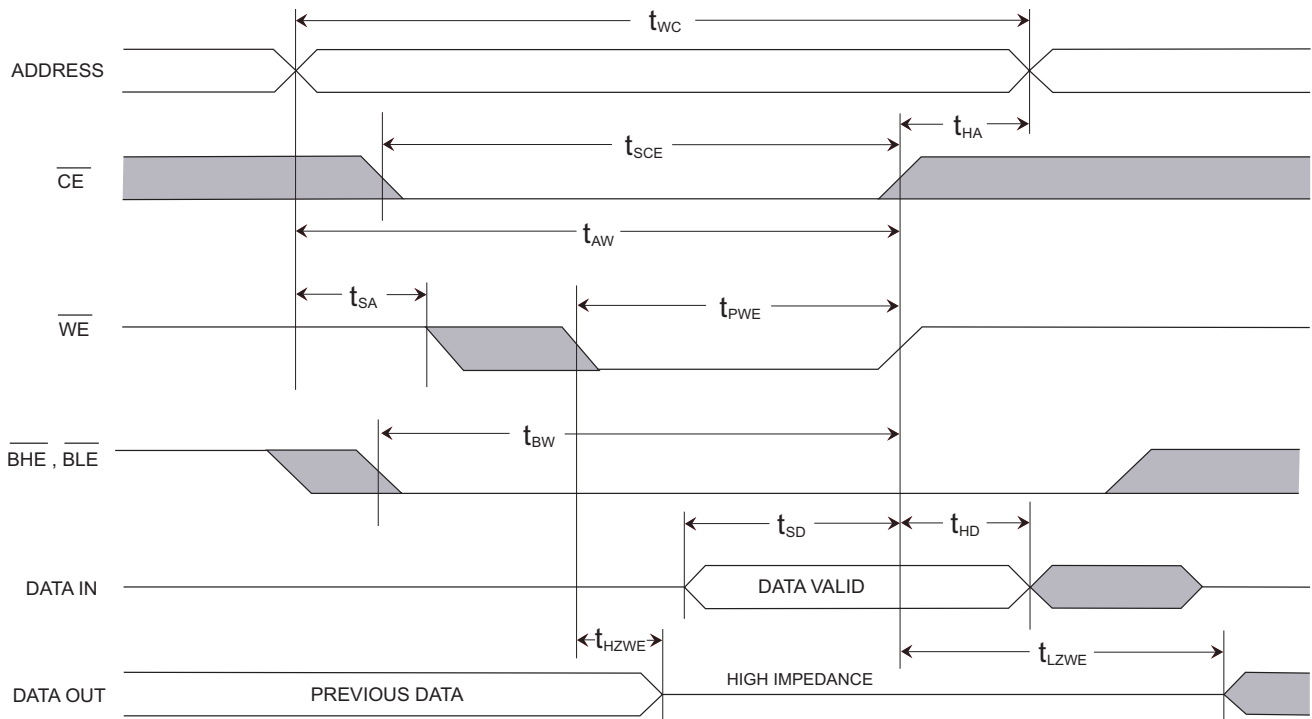 tWC
ADDRESS
tHA
tSCE
CE
tAW
tSA
tPWE
WE
tBW
BHE , BLE
tSD
tHD
DATA IN
DATA VALID
tHZWE
tLZWE
HIGH IMPEDANCE
DATA OUT
PREVIOUS DATA